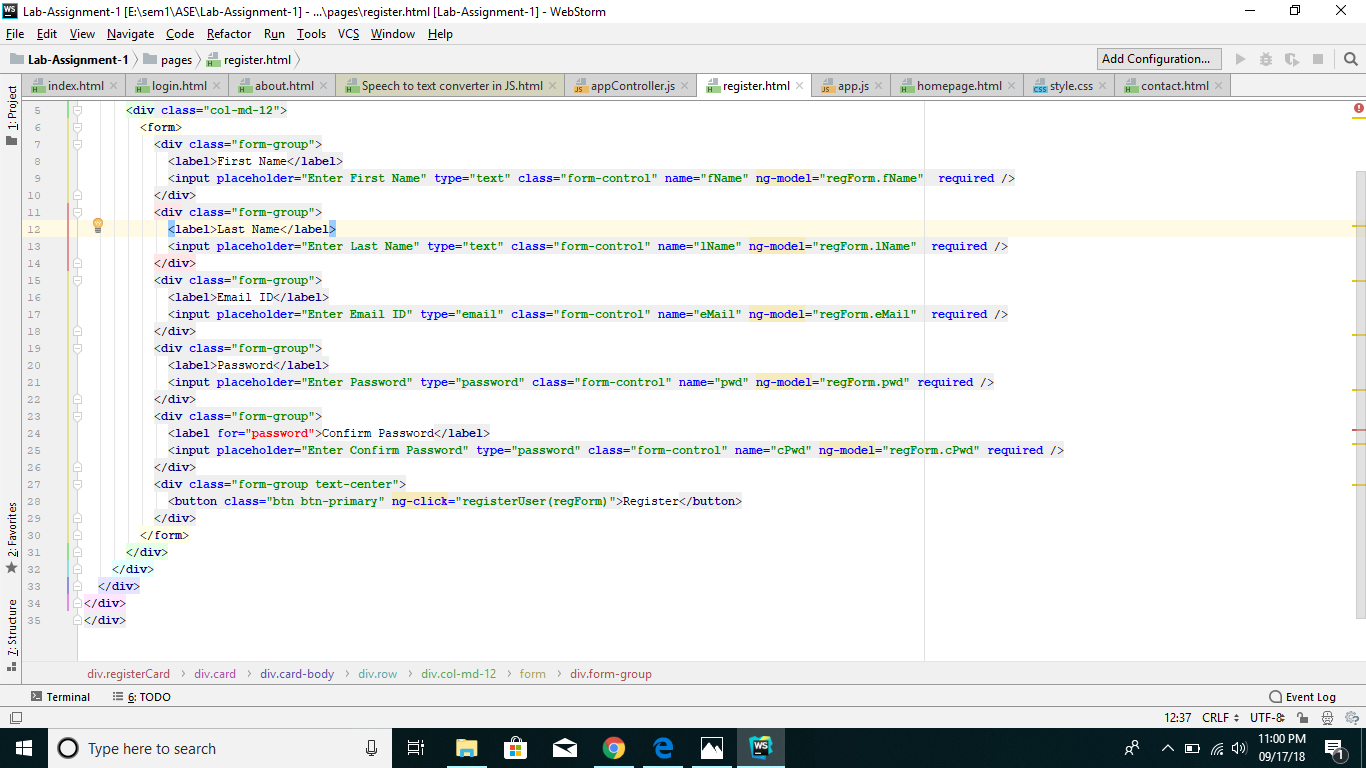 Lab-Assignment-1 [E:\sem1\ASE\Lab-Assignment-1] - ...\pages\register.html [Lab-Assignment-1] - WebStorm
File Edit View Navigate Code Refactor Run Tools VCS Window Help
Lab-Assignment-1 pages register.html Add Configuration...
index.html login.html about.html Speech to text converter in JS.html appController.js register.html app.js homepage.html style.css contact.html
1: Project
2: Favorites
7: Structure
5 <div class="col-md-12">
6 <form>
7 <div class="form-group">
8 <label>First Name</label>
9 <input placeholder="Enter First Name" type="text" class="form-control" name="fName" ng-model="regForm.fName"  required />
10 </div>
11 <div class="form-group">
12 <label>Last Name</label>
13 <input placeholder="Enter Last Name" type="text" class="form-control" name="lName" ng-model="regForm.lName"  required />
14 </div>
15 <div class="form-group">
16 <label>Email ID</label>
17 <input placeholder="Enter Email ID" type="email" class="form-control" name="eMail" ng-model="regForm.eMail"  required />
18 </div>
19 <div class="form-group">
20 <label>Password</label>
21 <input placeholder="Enter Password" type="password" class="form-control" name="pwd" ng-model="regForm.pwd" required />
22 </div>
23 <div class="form-group">
24 <label for="password">Confirm Password</label>
25 <input placeholder="Enter Confirm Password" type="password" class="form-control" name="cPwd" ng-model="regForm.cPwd" required />
26 </div>
27 <div class="form-group text-center">
28 <button class="btn btn-primary" ng-click="registerUser(regForm)">Register</button>
29 </div>
30 </form>
31 </div>
32 </div>
33 </div>
34 </div>
35 </div>
div.registerCard div.card div.card-body div.row div.col-md-12 form div.form-group
Terminal 6: TODO Event Log
12:37 CRLF UTF-8
Type here to search
11:00 PM
09/17/18
1